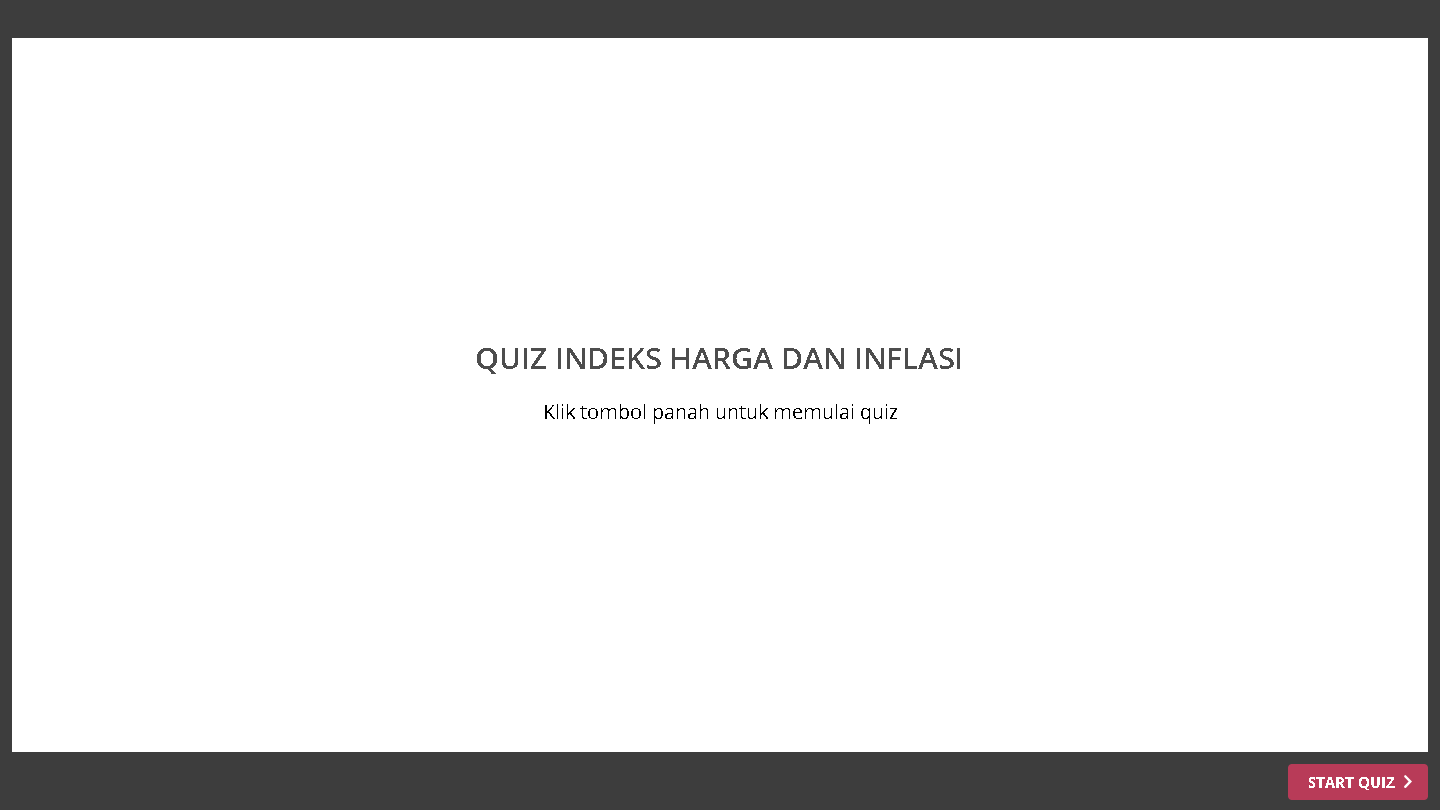 QUIZ INDEKS HARGA DAN INFLASI
Klik tombol panah untuk memulai quiz
START QUIZ